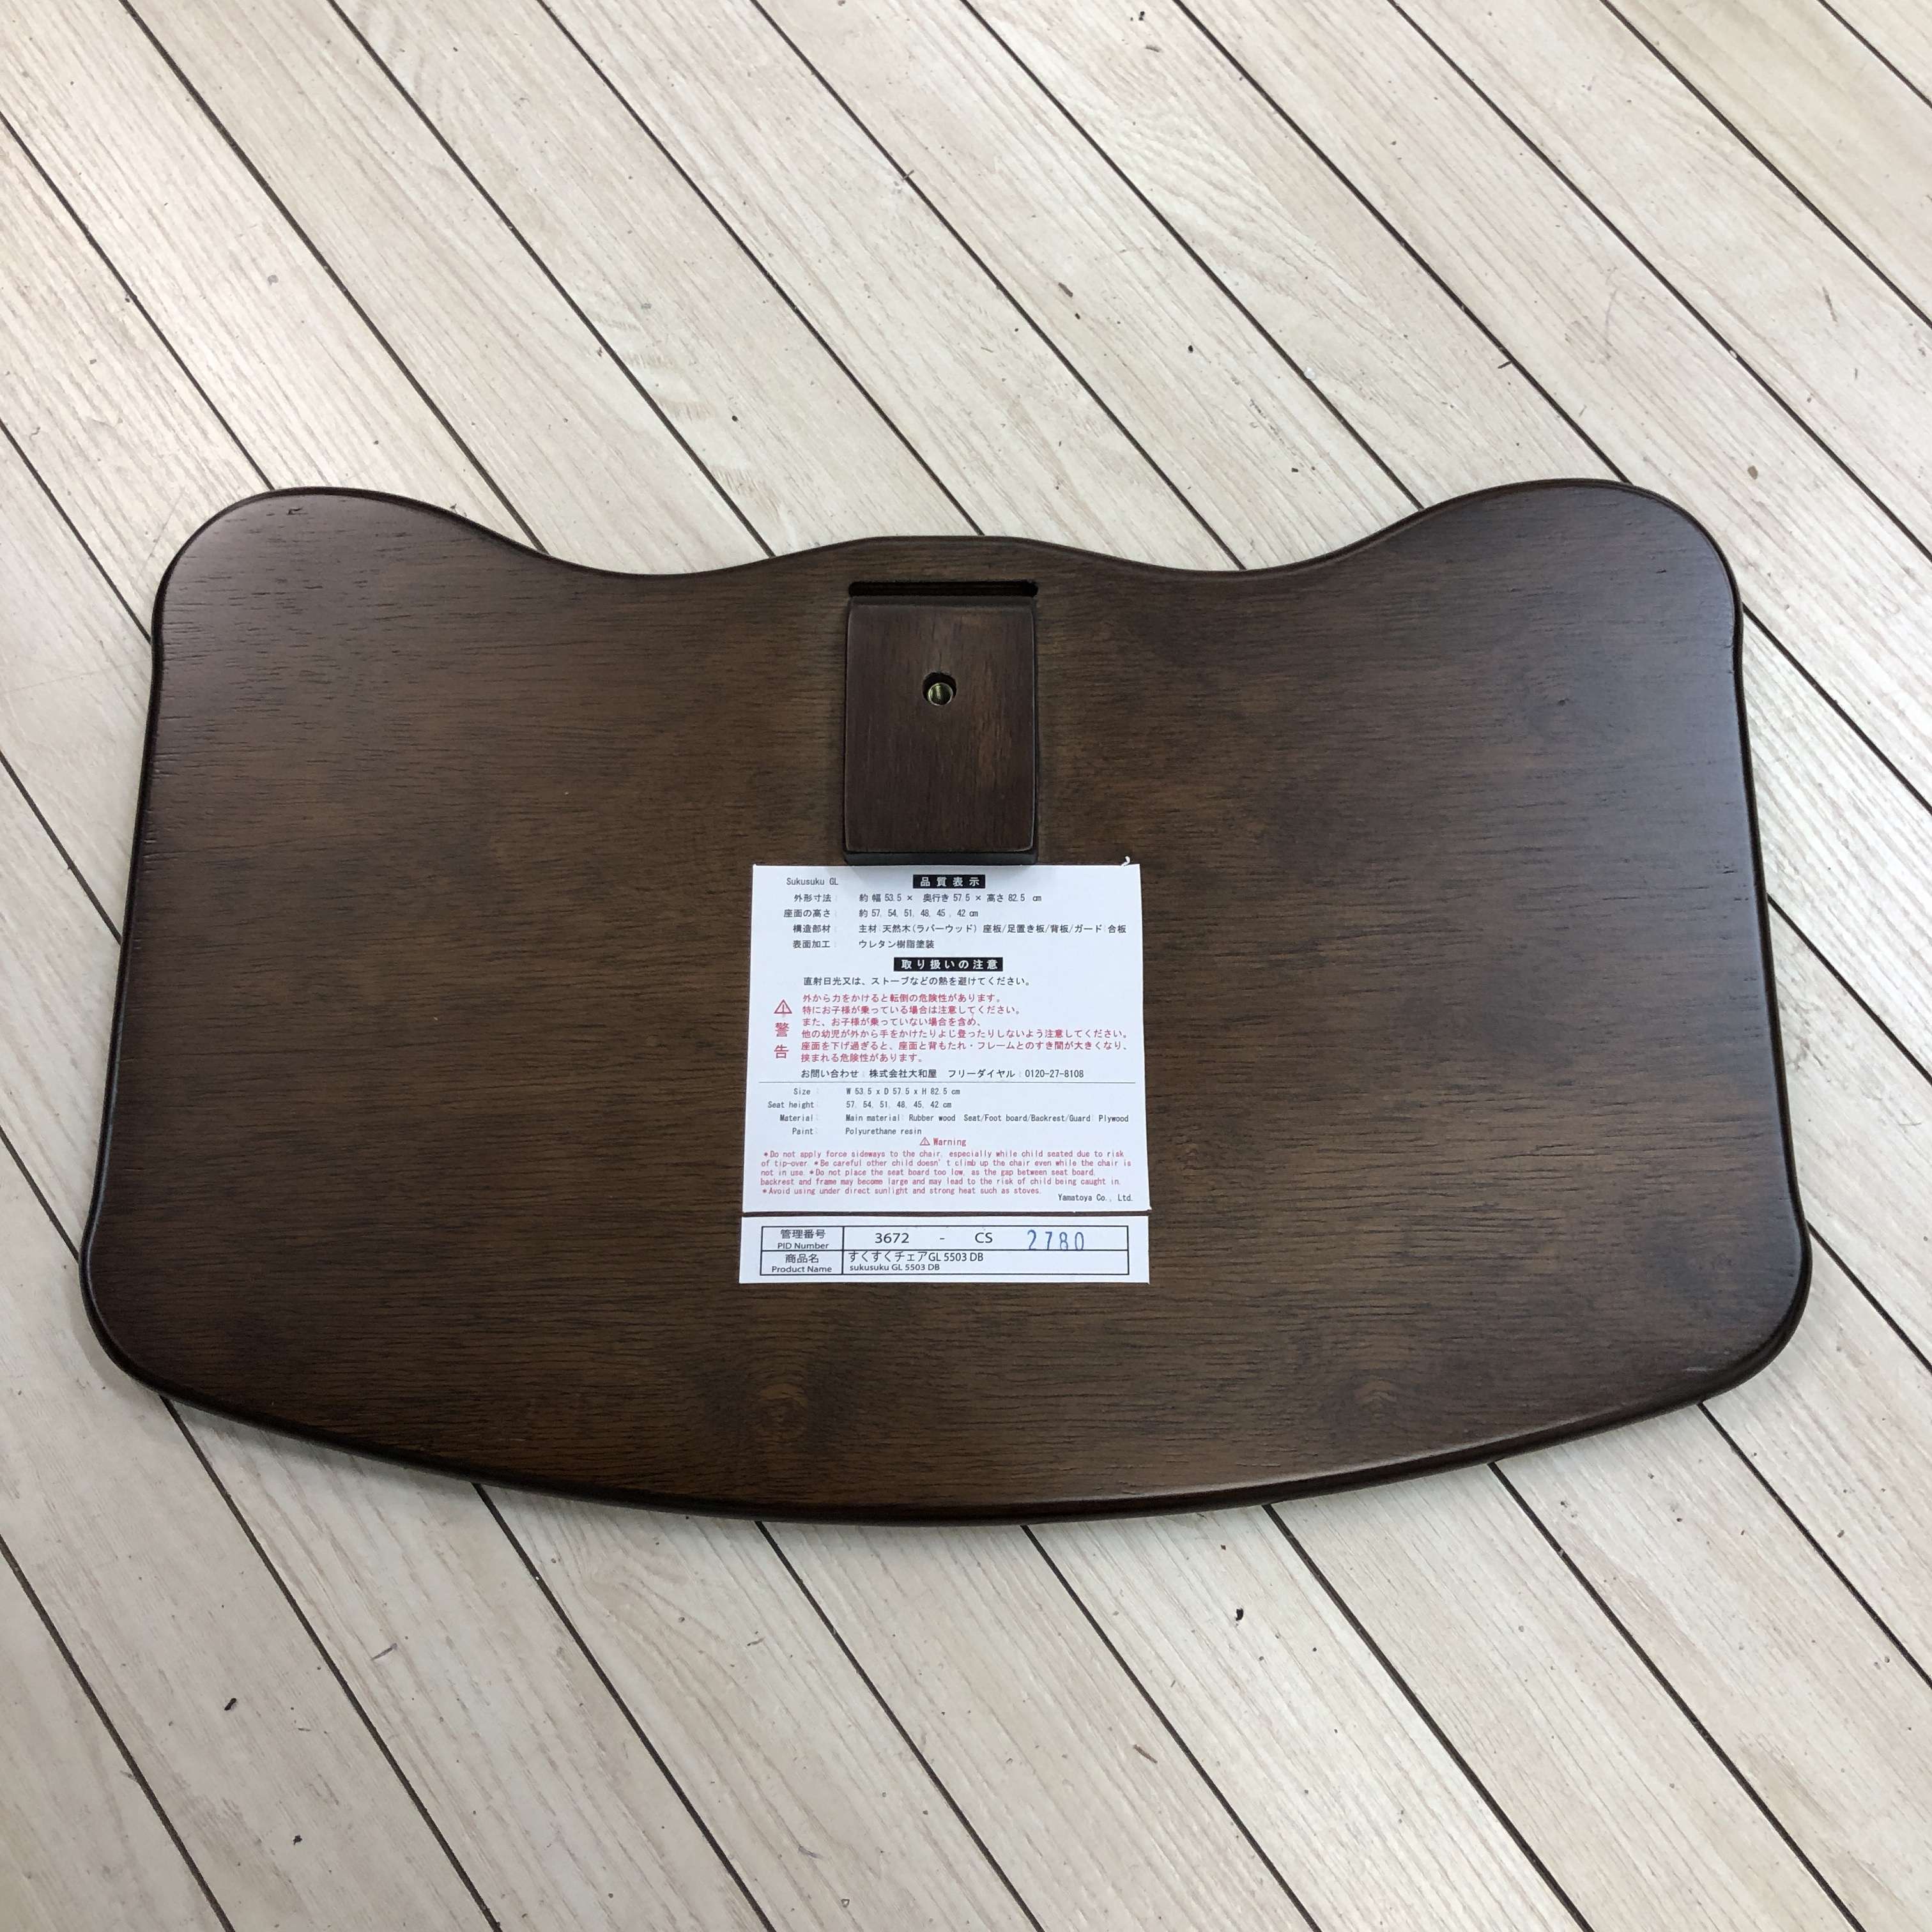 Sukusuku GL 品質表示
外形寸法: 約 幅 53.5 × 奥行き 57.5 × 高さ 82.5 cm
座面の高さ: 約 57. 54. 51. 48. 45 . 42 cm
構造部材: 主材:天然木(ラバーウッド) 座板/足置き板/背板/ガード:合板
表面加工: ウレタン樹脂塗装
取り扱いの注意
直射日光又は、ストーブなどの熱を避けてください。
⚠警告
外から力をかけると転倒の危険性があります。
特にお子様が乗っている場合は注意してください。
また、お子様が乗っていない場合を含め、
他の幼児が外から手をかけたりよじ登ったりしないよう注意してください。
座面を下げ過ぎると、座面と背もたれ・フレームとのすき間が大きくなり、
挟まれる危険性があります。
お問い合わせ:株式会社大和屋 フリーダイヤル:0120-27-8108
Size: W 53.5 x D 57.5 x H 82.5 cm
Seat height: 57. 54. 51. 48. 45. 42 cm
Material: Main material: Rubber wood Seat/Foot board/Backrest/Guard: Plywood
Paint: Polyurethane resin
⚠ Warning
*Do not apply force sideways to the chair, especially while child seated due to risk
of tip-over. *Be careful other child doesn't climb up the chair even while the chair is
not in use. *Do not place the seat board too low, as the gap between seat board,
backrest and frame may become large and may lead to the risk of child being caught in.
*Avoid using under direct sunlight and strong heat such as stoves.
Yamatoya Co., Ltd.
管理番号 3672 - CS 2780
PID Number
商品名 すくすくチェアGL 5503 DB
Product Name sukusuku GL 5503 DB